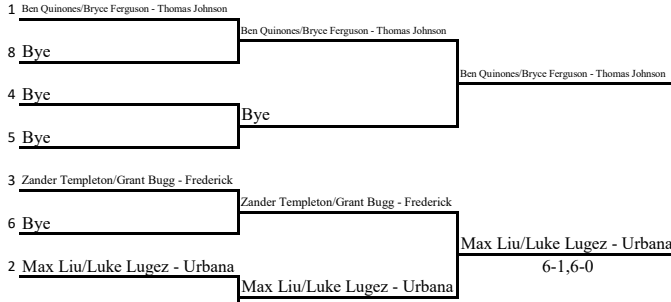 1 Ben Quinones/Bryce Ferguson - Thomas Johnson
Ben Quinones/Bryce Ferguson - Thomas Johnson
8 Bye
Ben Quinones/Bryce Ferguson - Thomas Johnson
4 Bye
Bye
5 Bye
3 Zander Templeton/Grant Bugg - Frederick
Zander Templeton/Grant Bugg - Frederick
6 Bye
Max Liu/Luke Lugez - Urbana
6-1,6-0
2 Max Liu/Luke Lugez - Urbana
Max Liu/Luke Lugez - Urbana